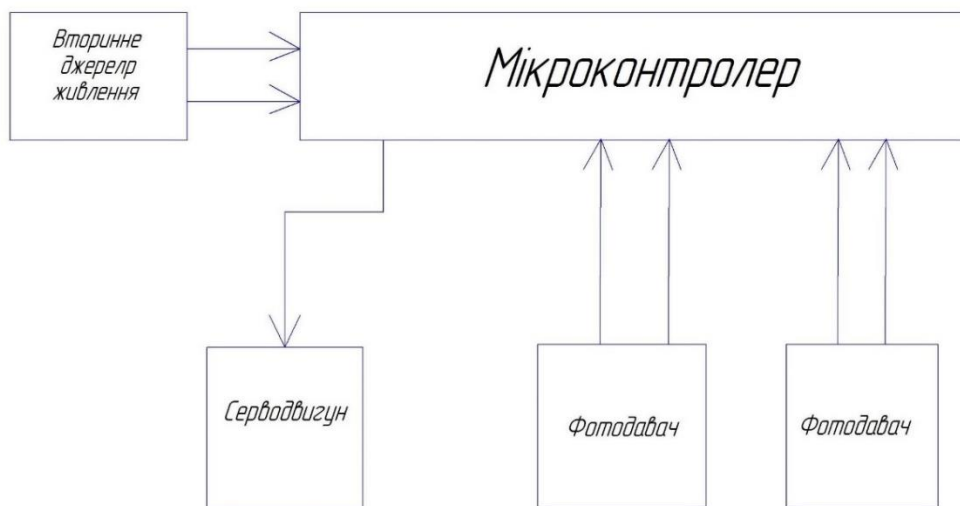 Вторинне
джерелр
живлення
Мікроконтролер
Серводвигун
Фотодавач
Фотодавач